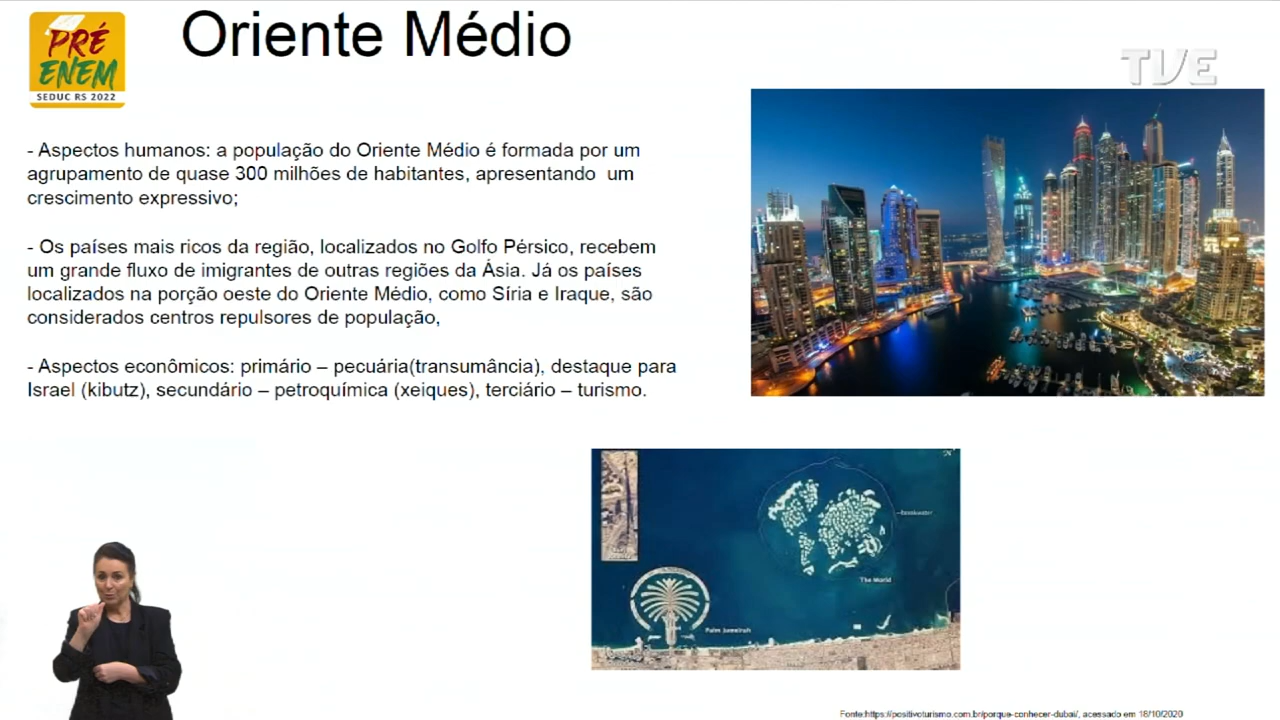 PRÉ
ENEM
SEDUC RS 2022
Oriente Médio
TVE
- Aspectos humanos: a população do Oriente Médio é formada por um
agrupamento de quase 300 milhões de habitantes, apresentando um
crescimento expressivo;
- Os países mais ricos da região, localizados no Golfo Pérsico, recebem
um grande fluxo de imigrantes de outras regiões da Ásia. Já os países
localizados na porção oeste do Oriente Médio, como Síria e Iraque, são
considerados centros repulsores de população,
- Aspectos econômicos: primário – pecuária(transumância), destaque para
Israel (kibutz), secundário – petroquímica (xeiques), terciário – turismo.
Breakwater
The World
Palm Jumeirah
Fonte:https://positivoturismo.com.br/porque-conhecer-dubai/, acessado em 18/10/2020